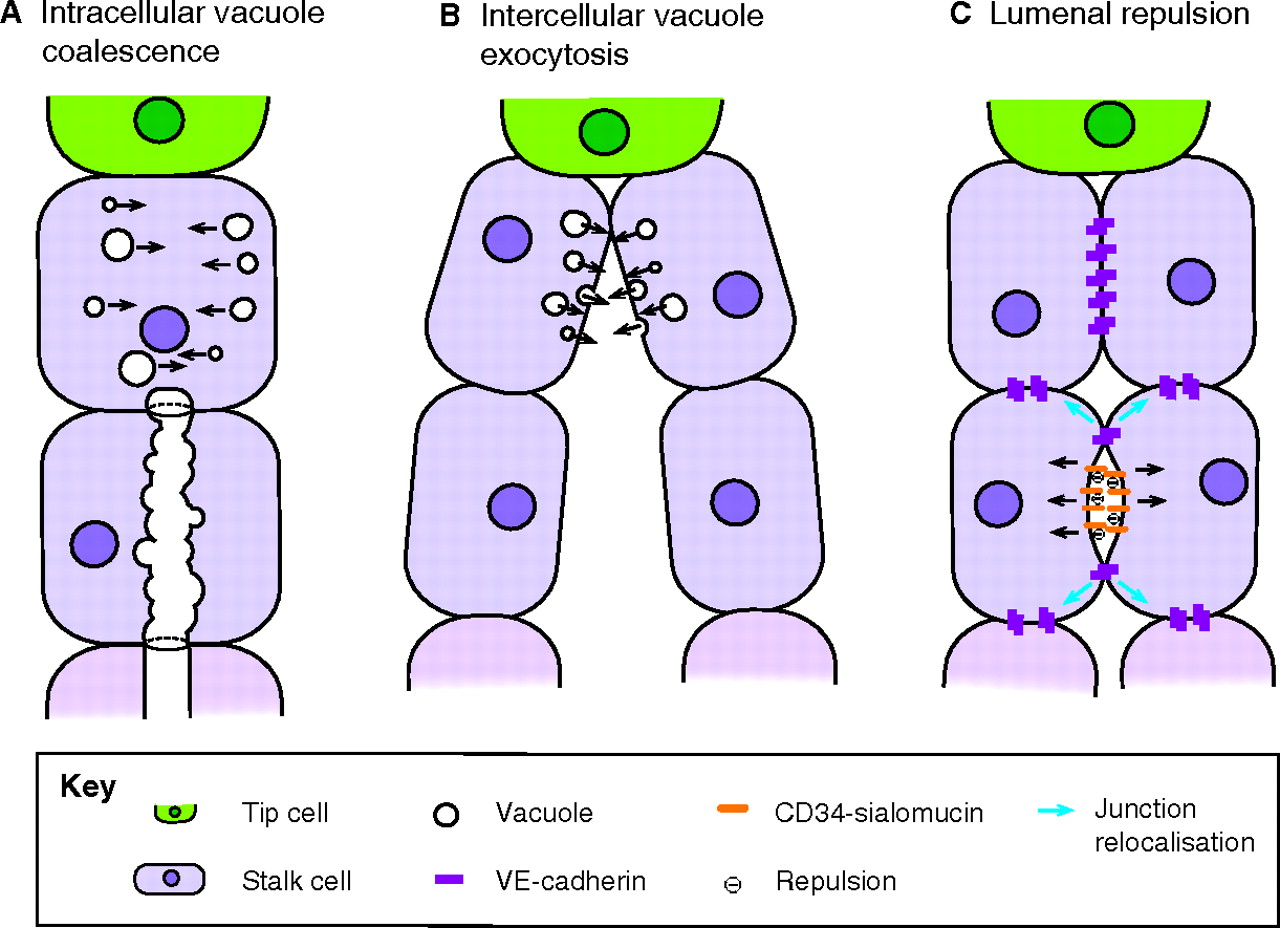 A Intracellular vacuole
coalescence
B Intercellular vacuole
exocytosis
C Lumenal repulsion
Key
Tip cell
Vacuole
CD34-sialomucin
Junction
relocalisation
Stalk cell
VE-cadherin
Repulsion